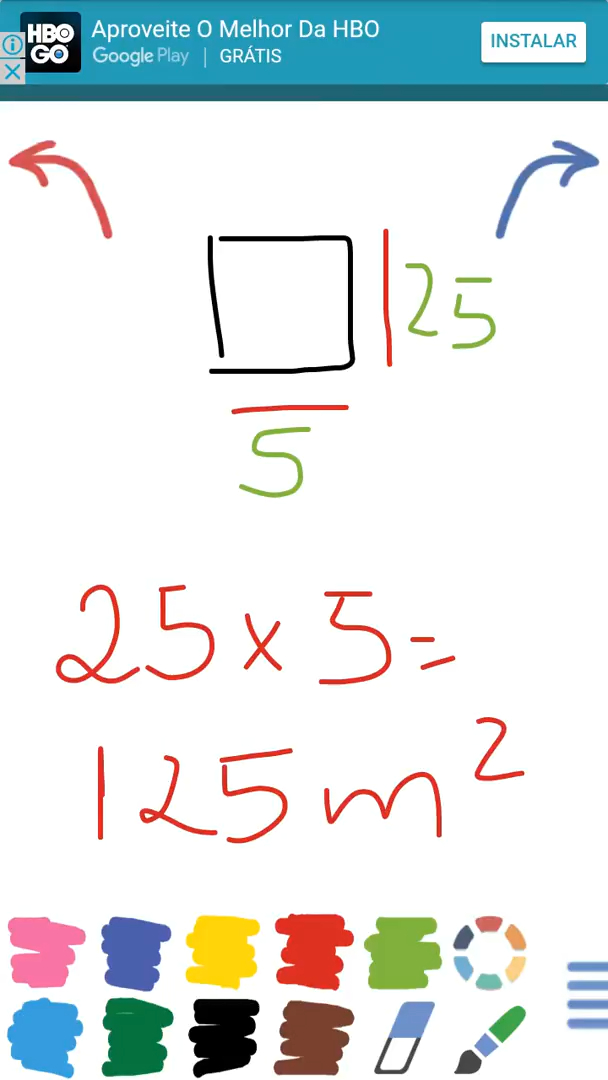 HBO GO
Aproveite O Melhor Da HBO
Google Play | GRÁTIS
INSTALAR
25
5
25 x 5 =
125 m²